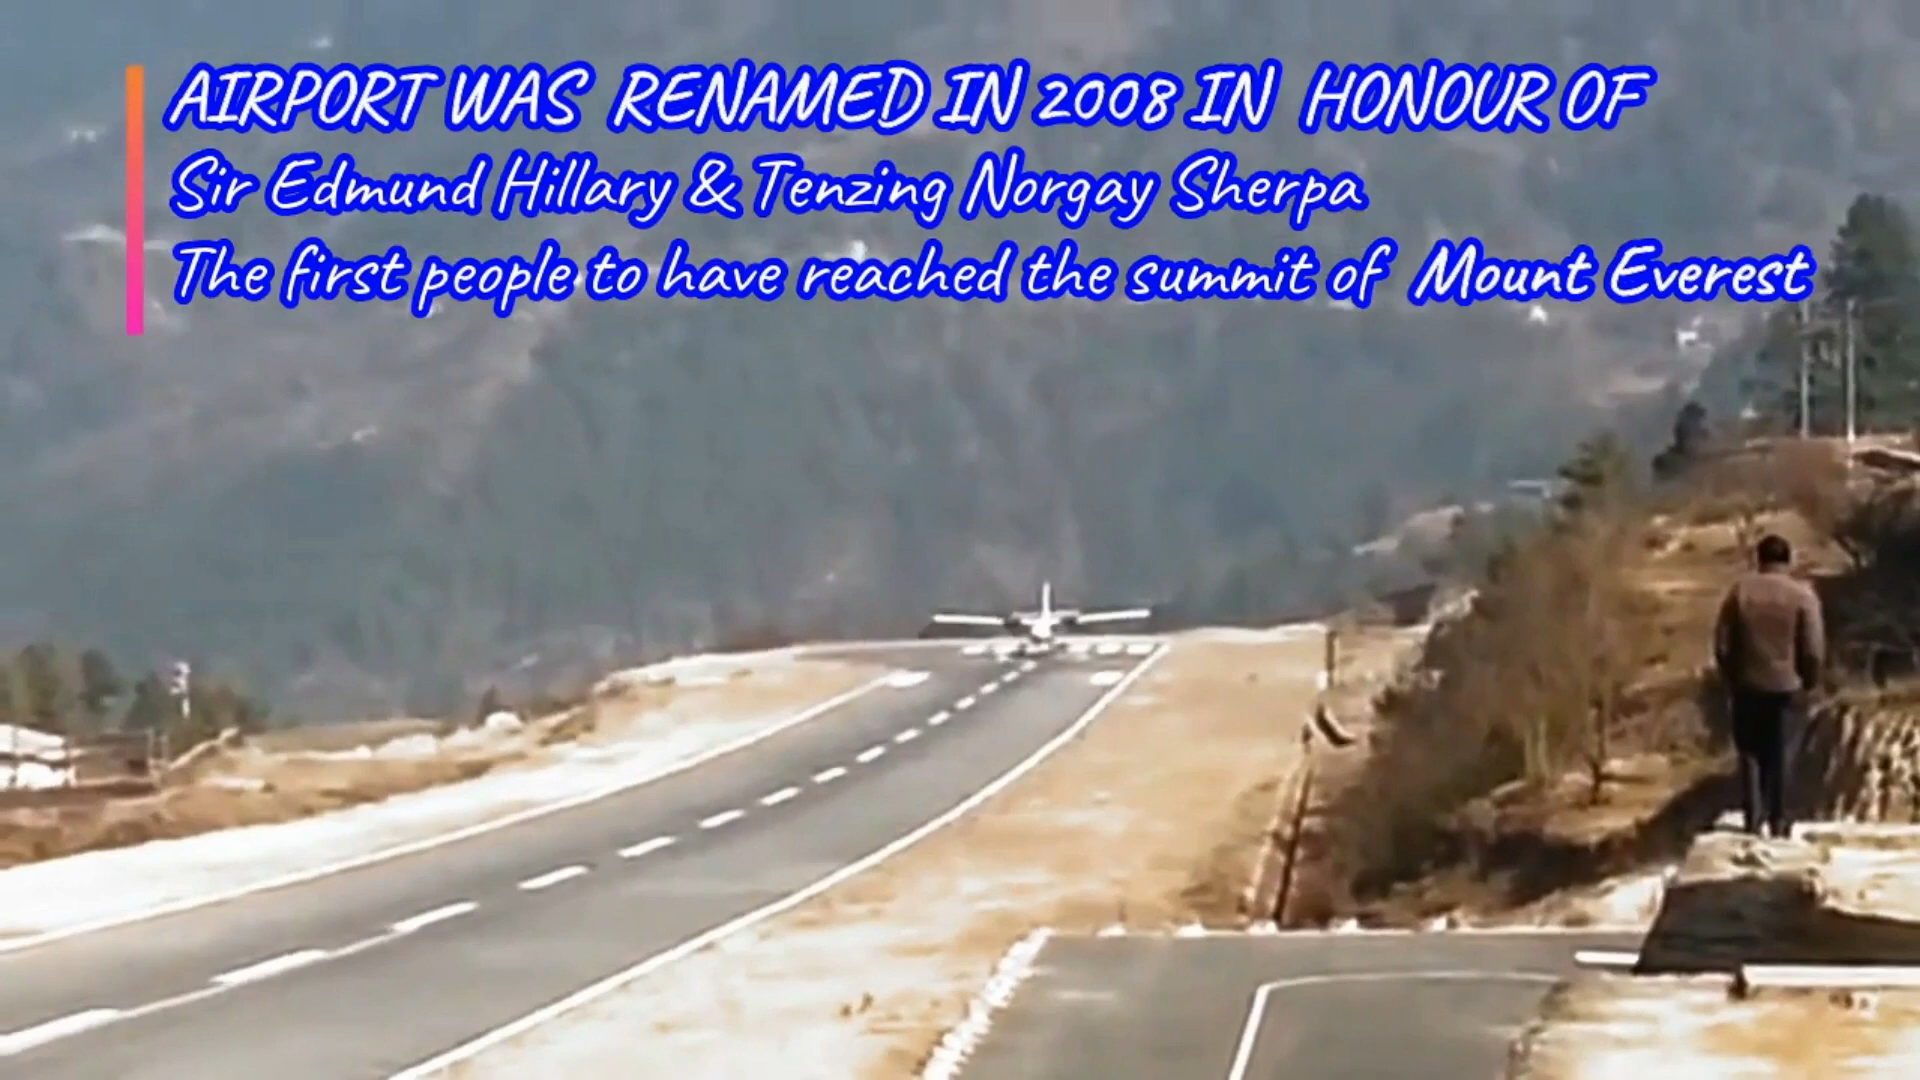 AIRPORT WAS RENAMED IN 2008 IN HONOUR OF
Sir Edmund Hillary & Tenzing Norgay Sherpa
The first people to have reached the summit of Mount Everest